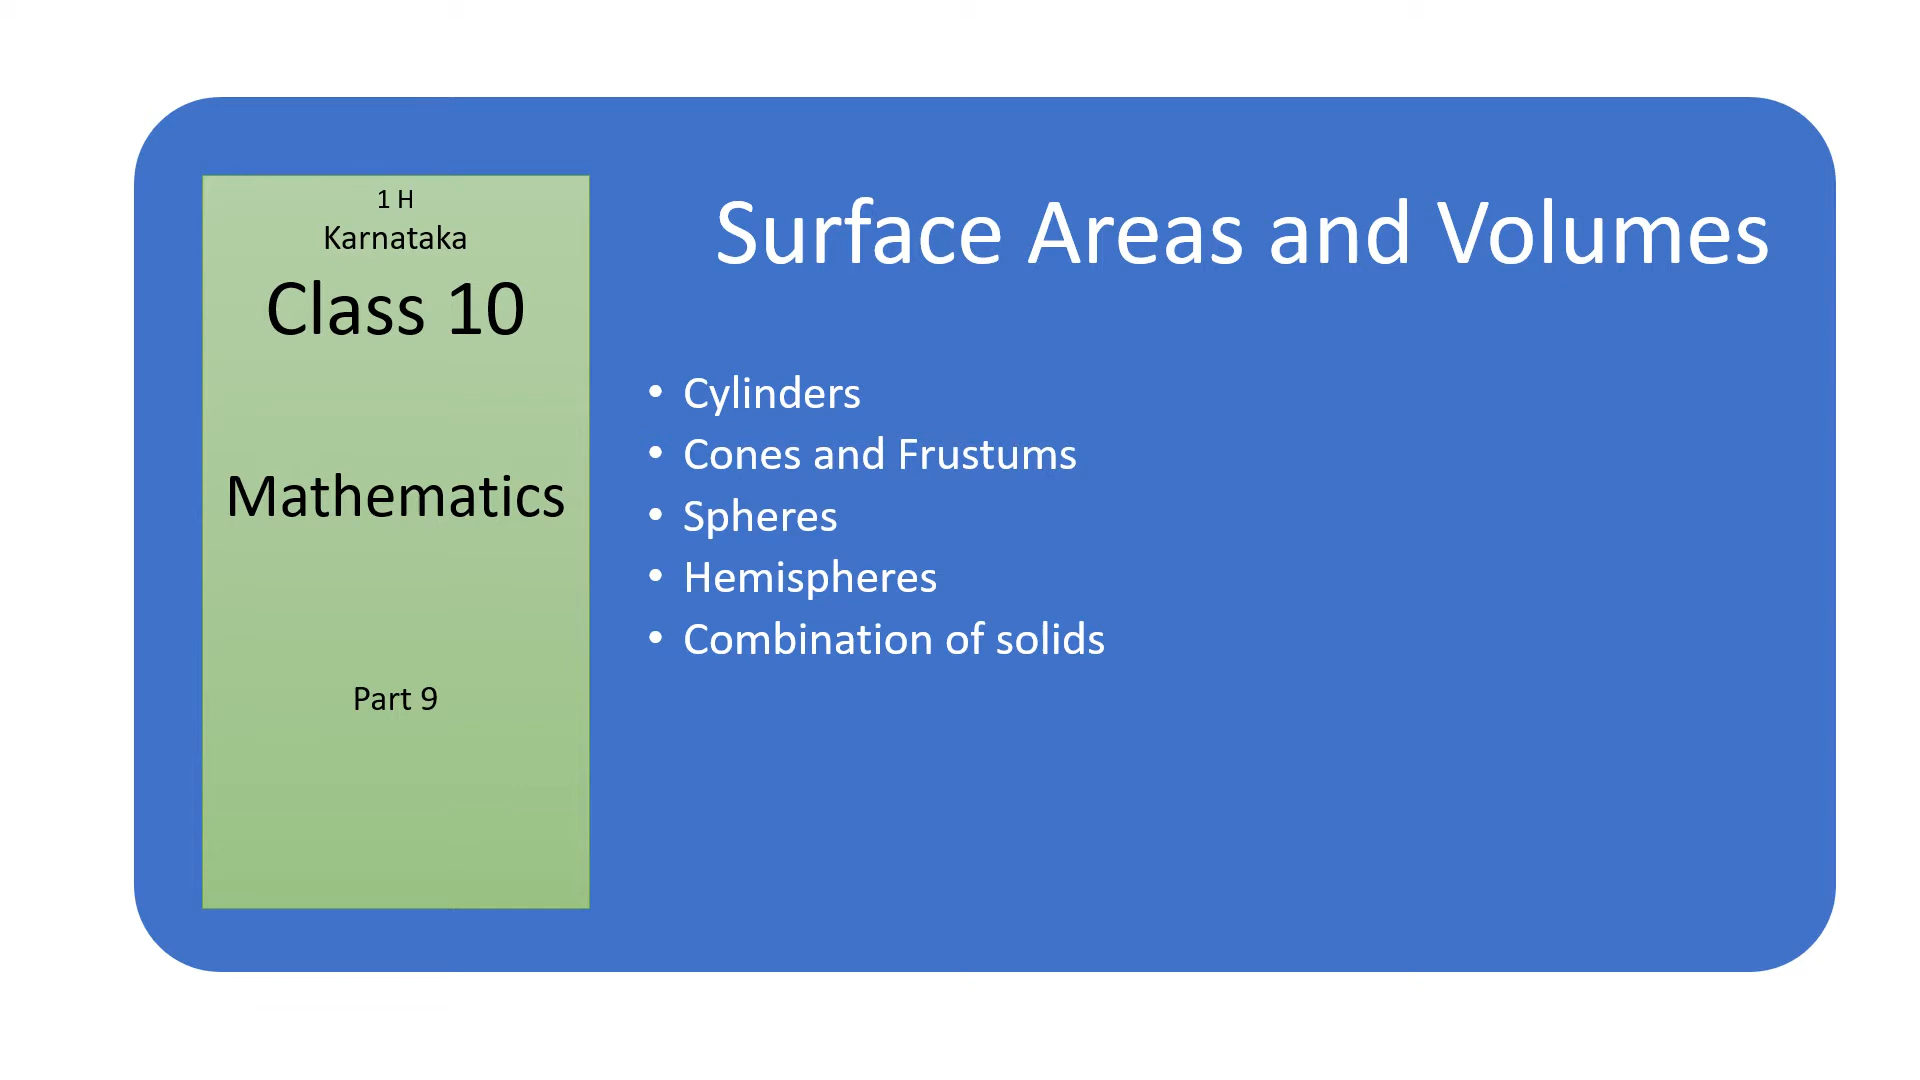 1 H
Karnataka
Class 10
Mathematics
Part 9
Surface Areas and Volumes
• Cylinders
• Cones and Frustums
• Spheres
• Hemispheres
• Combination of solids